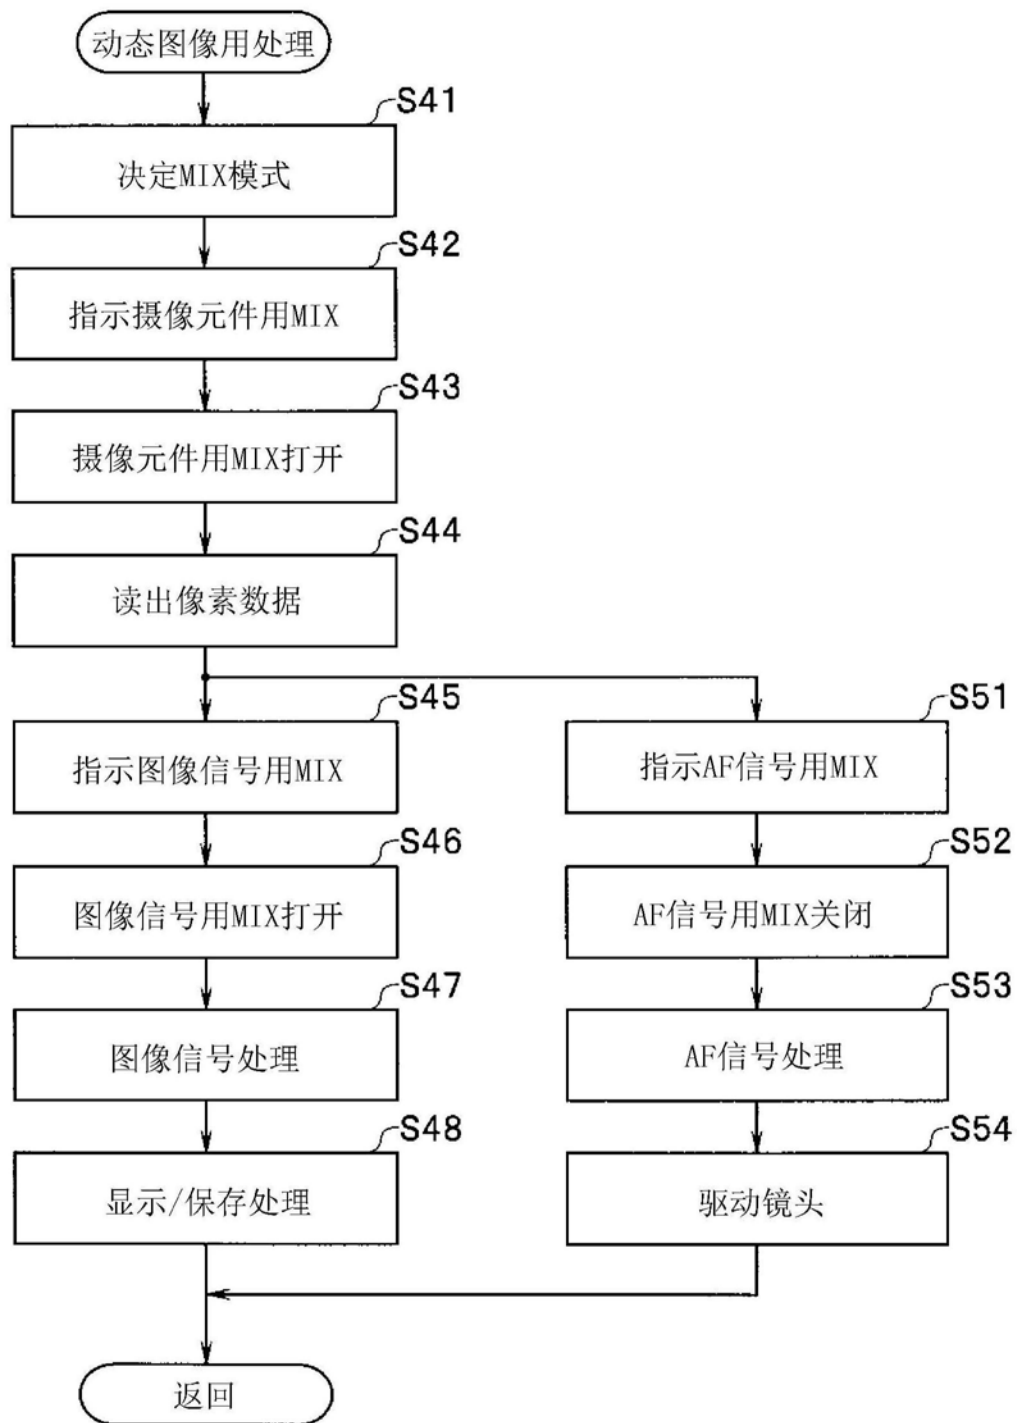 动态图像用处理
S41
决定MIX模式
S42
指示摄像元件用MIX
S43
摄像元件用MIX打开
S44
读出像素数据
S45
指示图像信号用MIX
S46
图像信号用MIX打开
S47
图像信号处理
S48
显示/保存处理
S51
指示AF信号用MIX
S52
AF信号用MIX关闭
S53
AF信号处理
S54
驱动镜头
返回